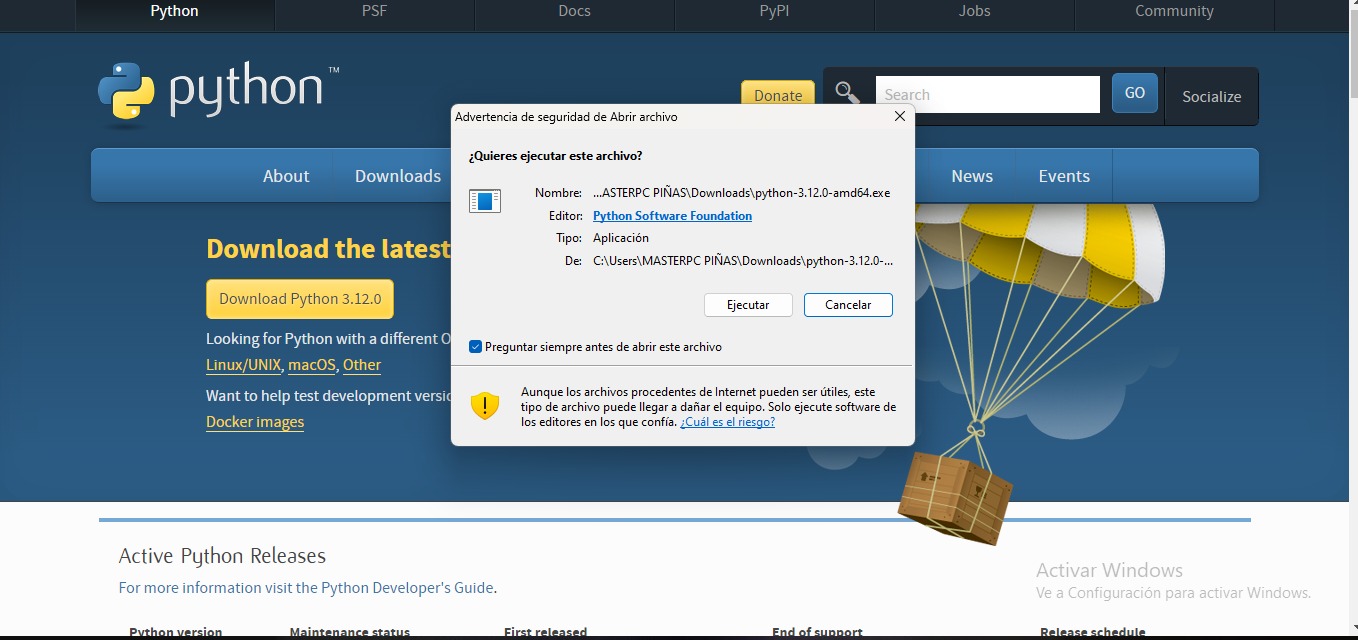 Python
PSF
Docs
PyPI
Jobs
Community
python™
Donate
Search
GO
Socialize
About
Downloads
News
Events
Download the latest
Download Python 3.12.0
Looking for Python with a different O
Linux/UNIX, macOS, Other
Want to help test development versio
Docker images
Advertencia de seguridad de Abrir archivo
¿Quieres ejecutar este archivo?
Nombre: ...ASTERPC PIÑAS\Downloads\python-3.12.0-amd64.exe
Editor: Python Software Foundation
Tipo: Aplicación
De: C:\Users\MASTERPC PIÑAS\Downloads\python-3.12.0-...
Ejecutar
Cancelar
Preguntar siempre antes de abrir este archivo
Aunque los archivos procedentes de Internet pueden ser útiles, este
tipo de archivo puede llegar a dañar el equipo. Solo ejecute software de
los editores en los que confía. ¿Cuál es el riesgo?
Active Python Releases
For more information visit the Python Developer's Guide.
Activar Windows
Ve a Configuración para activar Windows.
Python version
Maintenance status
First released
End of support
Release schedule